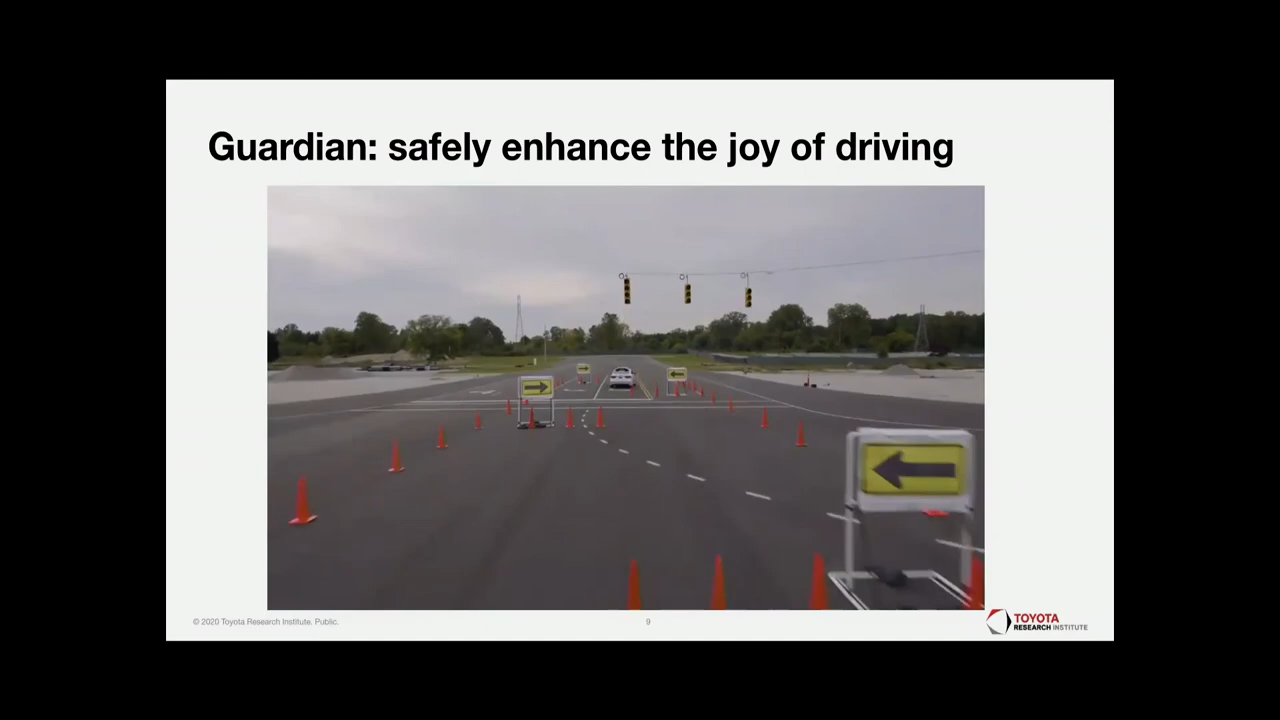 Guardian: safely enhance the joy of driving
© 2020 Toyota Research Institute. Public.
9
TOYOTA
RESEARCH INSTITUTE